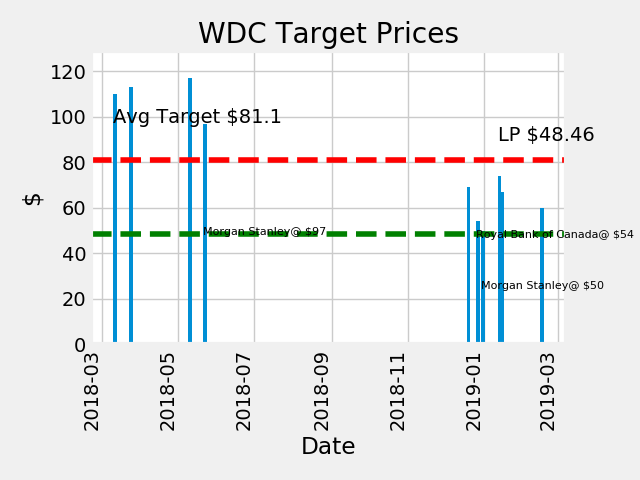 WDC Target Prices
120
100
80
60
40
20
0
$
Avg Target $81.1
LP $48.46
Morgan Stanley@ $97
Royal Bank of Canada@ $54
Morgan Stanley@ $50
2018-03
2018-05
2018-07
2018-09
2018-11
2019-01
2019-03
Date